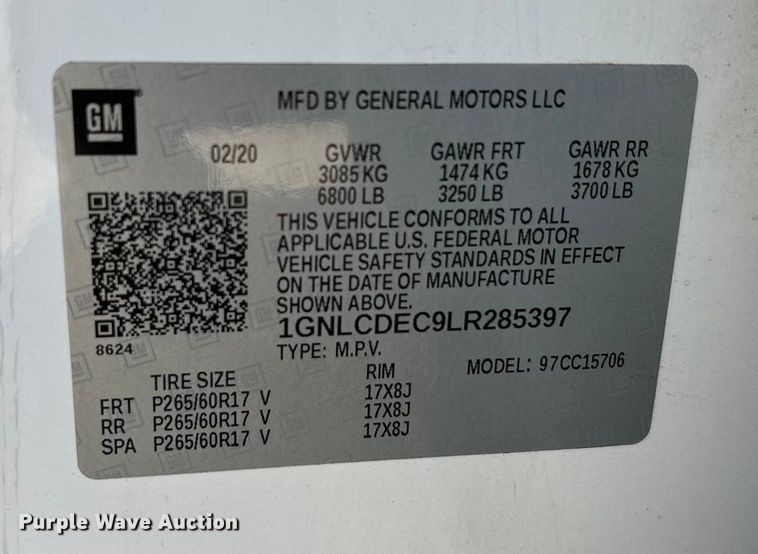 GM
MFD BY GENERAL MOTORS LLC
02/20 GVWR GAWR FRT GAWR RR
3085 KG 1474 KG 1678 KG
6800 LB 3250 LB 3700 LB
THIS VEHICLE CONFORMS TO ALL
APPLICABLE U.S. FEDERAL MOTOR
VEHICLE SAFETY STANDARDS IN EFFECT
ON THE DATE OF MANUFACTURE
SHOWN ABOVE.
1GNLCDEC9LR285397
8624
TYPE: M.P.V. MODEL: 97CC15706
TIRE SIZE RIM
FRT P265/60R17 V 17X8J
RR P265/60R17 V 17X8J
SPA P265/60R17 V 17X8J
Purple Wave Auction